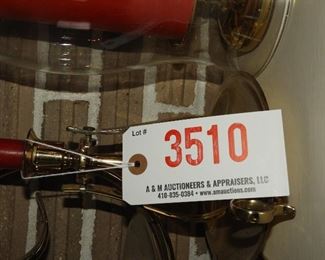 Lot #
3510
A & M AUCTIONEERS & APPRAISERS, LLC
410-835-0384 • www.amauctions.com